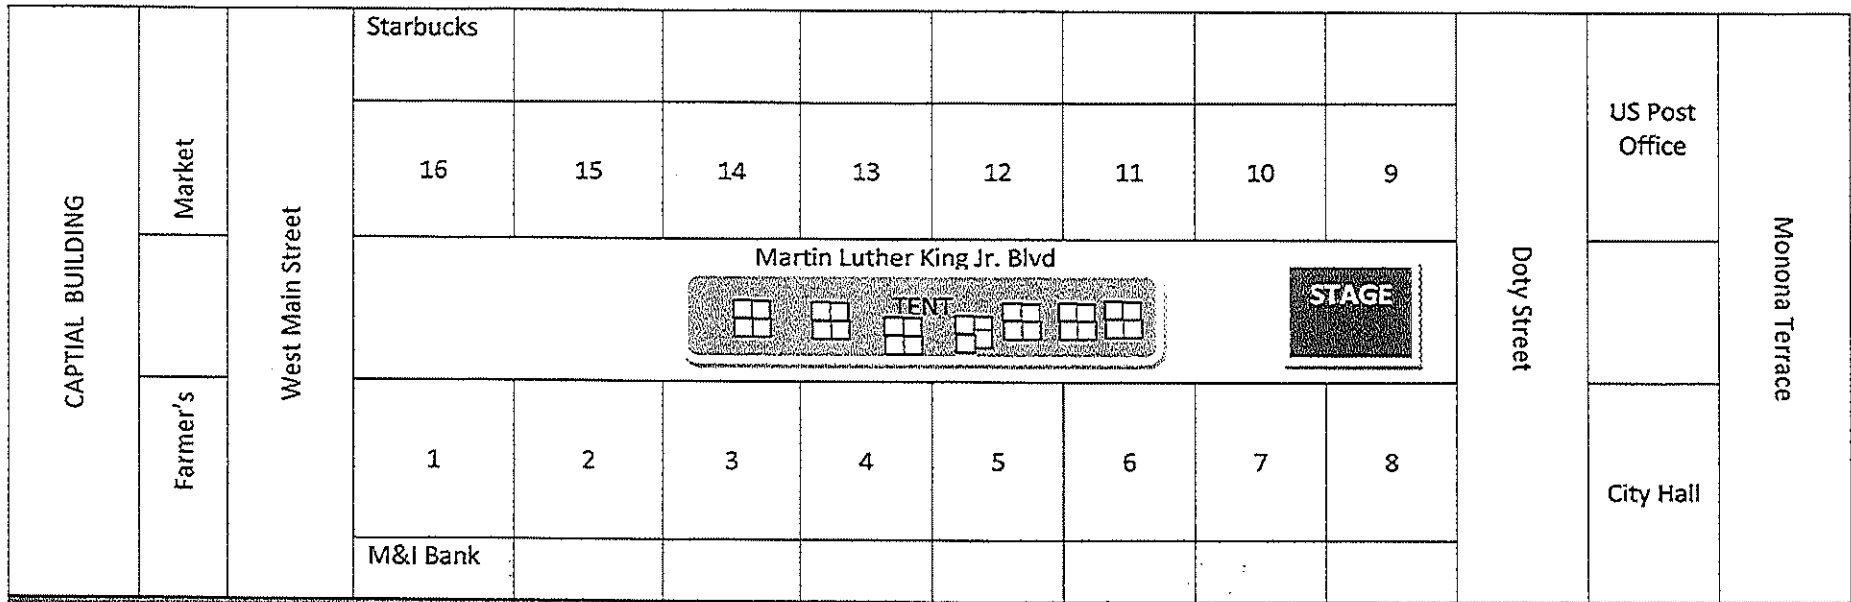 CAPTIAL BUILDING
Farmer's Market
West Main Street
Starbucks
16 15 14 13 12 11 10 9
Martin Luther King Jr. Blvd
TENT
STAGE
1 2 3 4 5 6 7 8
M&I Bank
Doty Street
US Post
Office
City Hall
Monona Terrace